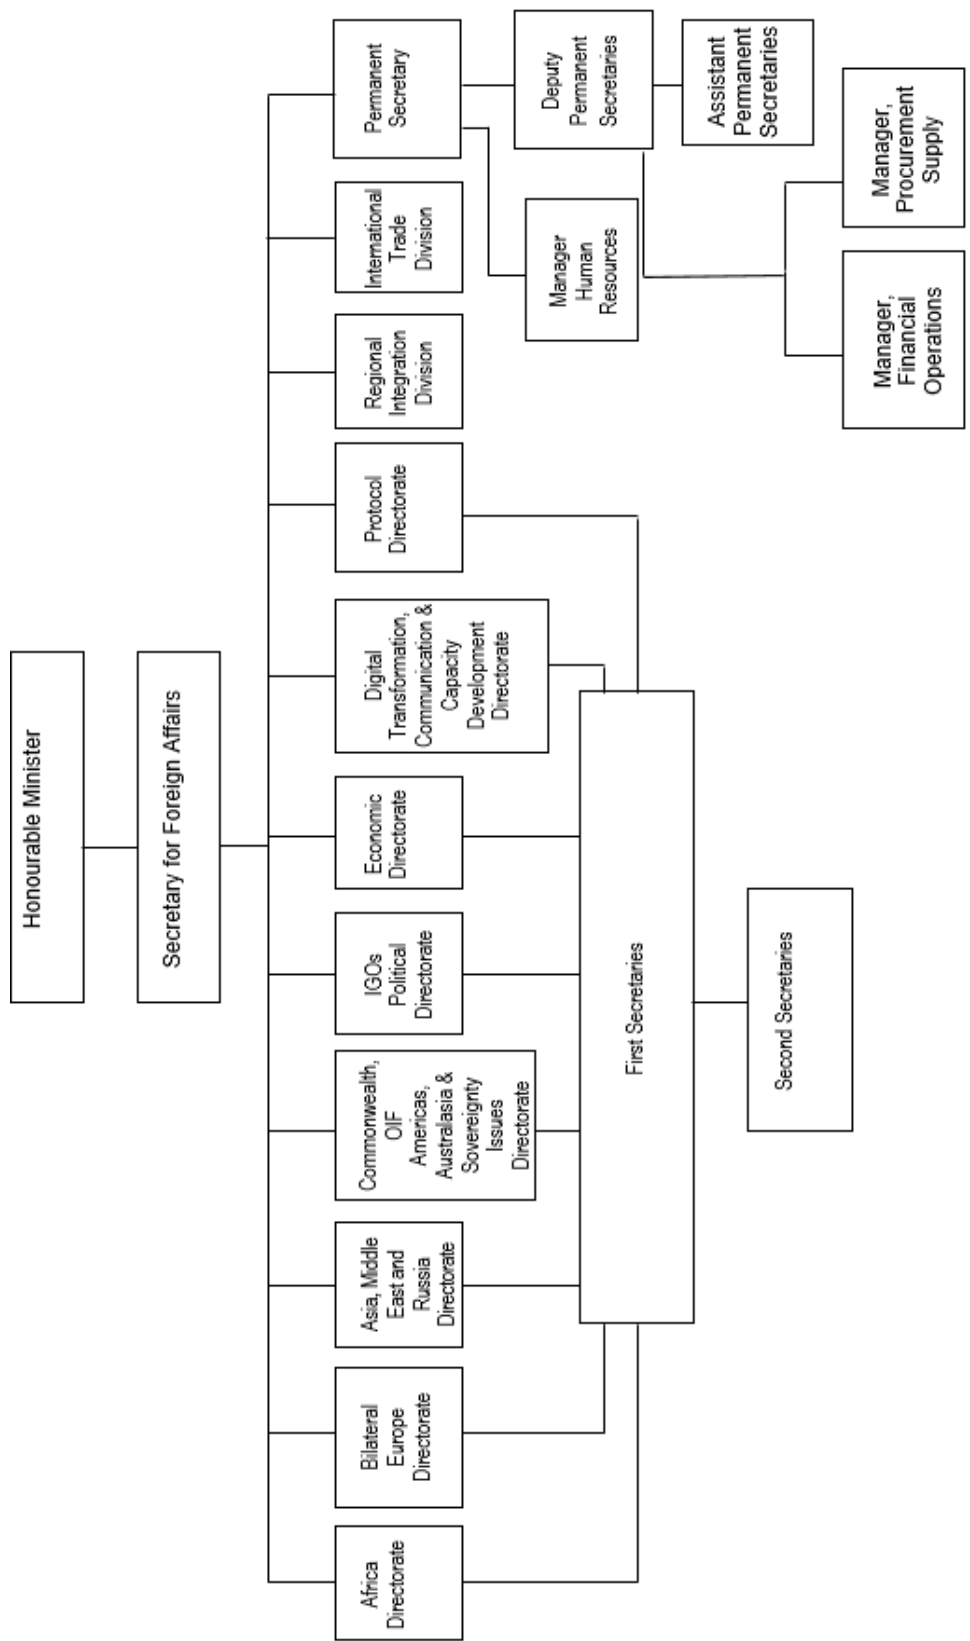 Honourable Minister
Secretary for Foreign Affairs
Africa
Directorate
Bilateral
Europe
Directorate
Asia, Middle
East and
Russia
Directorate
Commonwealth,
OIF
Americas,
Australasia &
Sovereignty
Issues
Directorate
IGOs
Political
Directorate
Economic
Directorate
Digital
Transformation,
Communication &
Capacity
Development
Directorate
Protocol
Directorate
Regional
Integration
Division
International
Trade
Division
Permanent
Secretary
Manager
Human
Resources
Deputy
Permanent
Secretaries
First Secretaries
Assistant
Permanent
Secretaries
Second Secretaries
Manager,
Financial
Operations
Manager,
Procurement
Supply